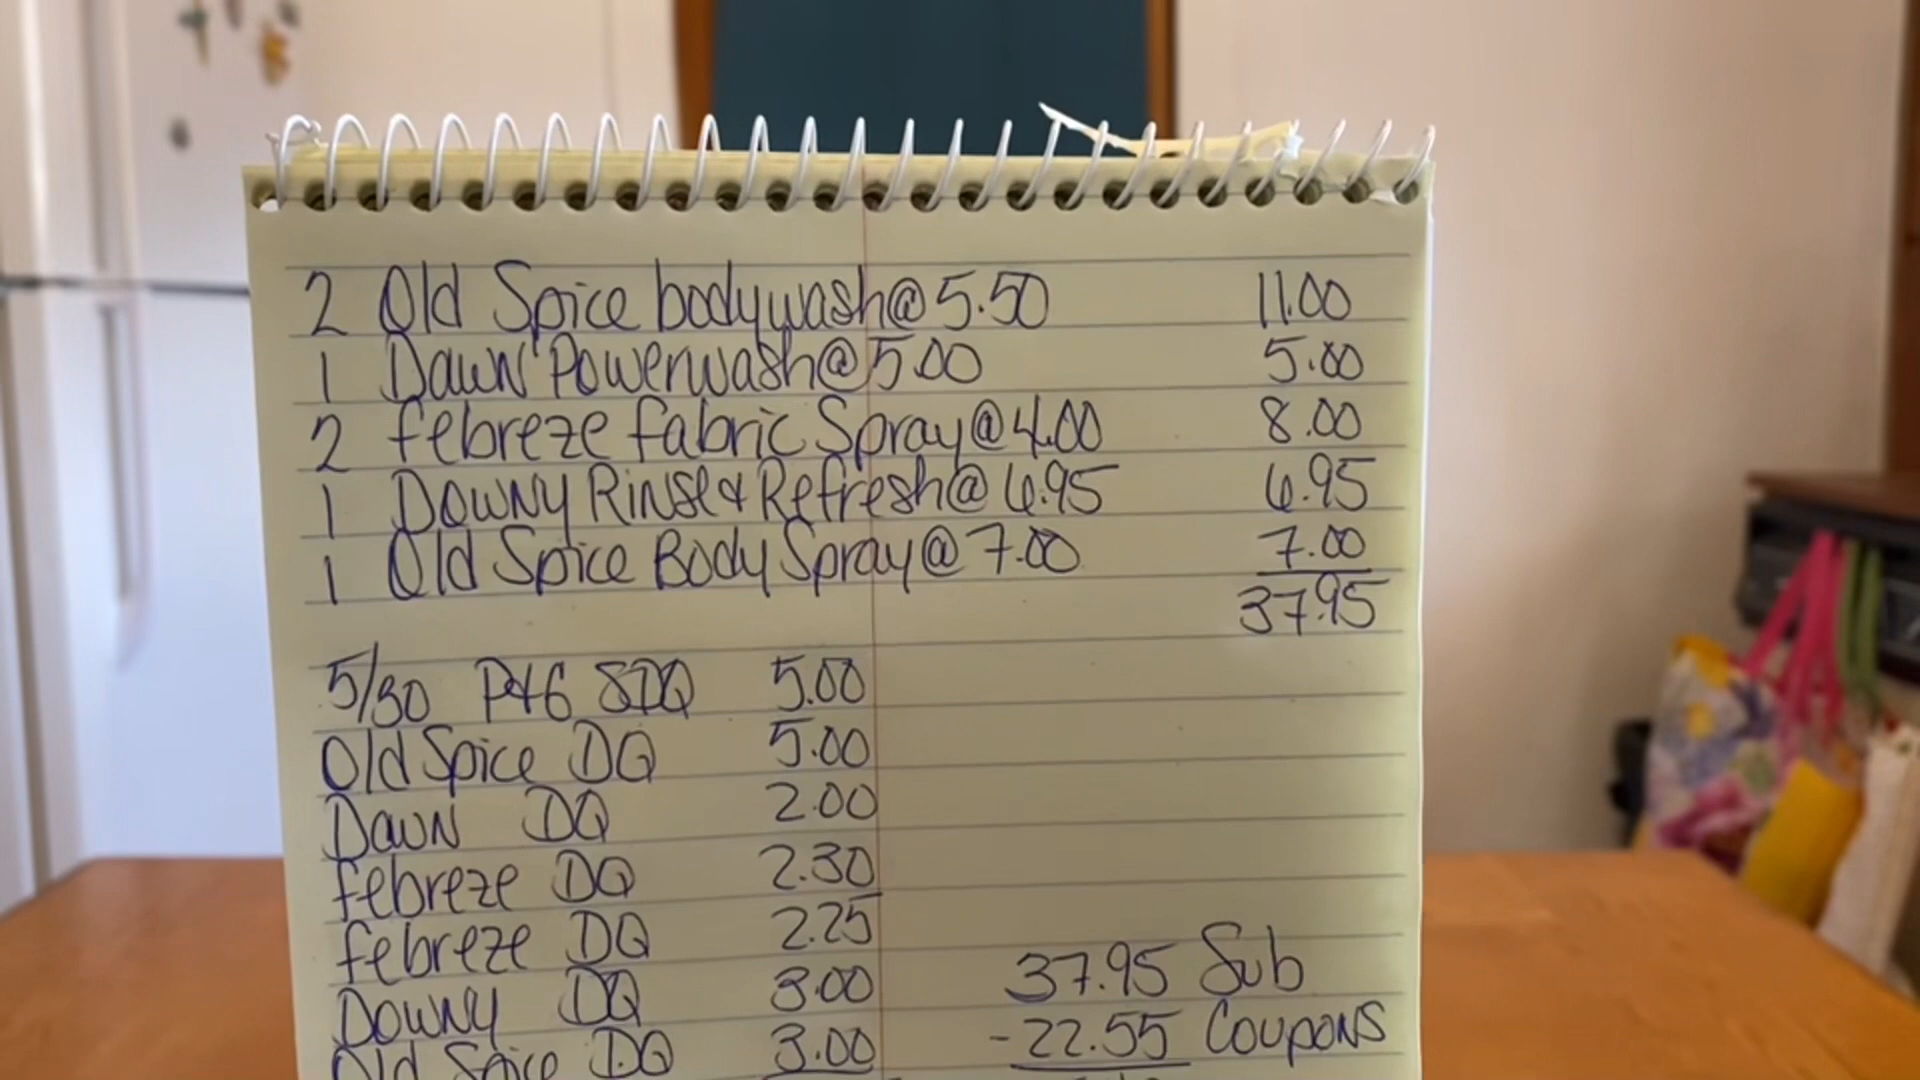 2 Old Spice bodywash@5.50 11.00
1 Dawn Powerwash@5.00 5.00
2 febreze fabric Spray@4.00 8.00
1 Downy Rinse & Refresh@6.95 6.95
1 Old Spice Body Spray@7.00 7.00
37.95
5/30 P+G SDQ 5.00
Old Spice DQ 5.00
Dawn DQ 2.00
febreze DQ 2.30
febreze DQ 2.25
Downy DQ 3.00
Old Spice DQ 3.00
37.95 Sub
-22.55 Coupons